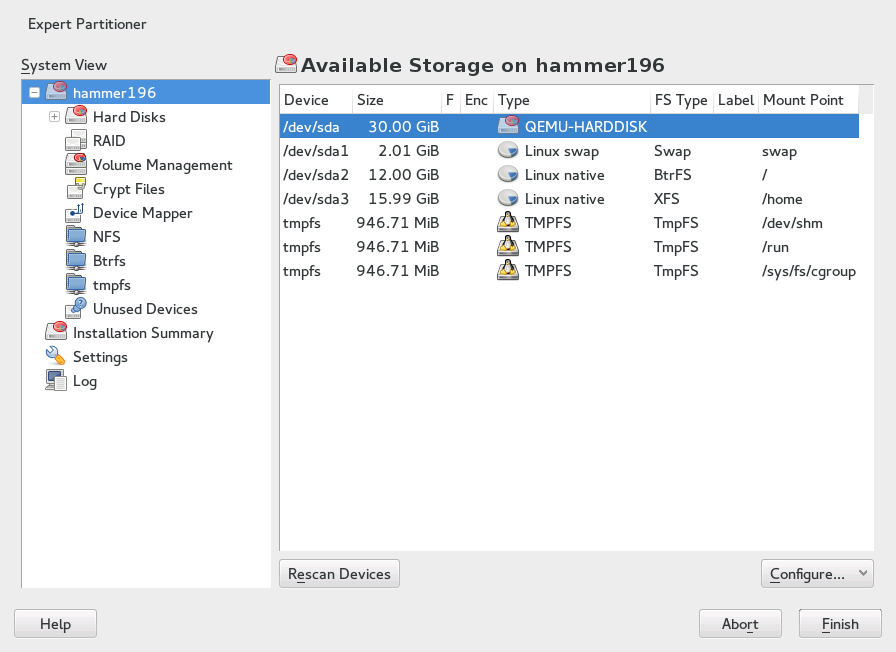 Expert Partitioner
System View
hammer196
Hard Disks
RAID
Volume Management
Crypt Files
Device Mapper
NFS
Btrfs
tmpfs
Unused Devices
Installation Summary
Settings
Log
Available Storage on hammer196
Device Size F Enc Type FS Type Label Mount Point
/dev/sda 30.00 GiB QEMU-HARDDISK
/dev/sda1 2.01 GiB Linux swap Swap swap
/dev/sda2 12.00 GiB Linux native BtrFS /
/dev/sda3 15.99 GiB Linux native XFS /home
tmpfs 946.71 MiB TMPFS TmpFS /dev/shm
tmpfs 946.71 MiB TMPFS TmpFS /run
tmpfs 946.71 MiB TMPFS TmpFS /sys/fs/cgroup
Rescan Devices Configure...
Help Abort Finish